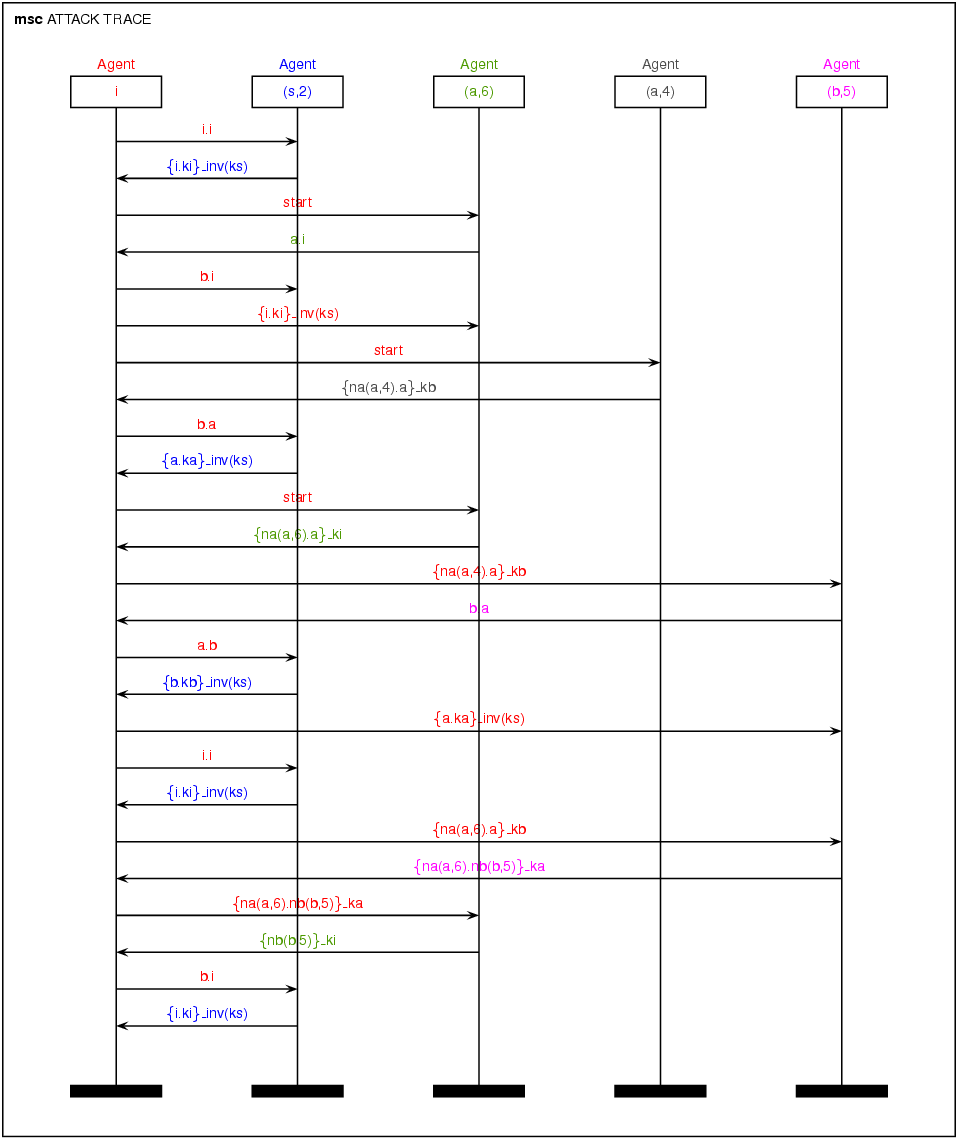 msc ATTACK TRACE
Agent Agent Agent Agent Agent
i (s,2) (a,6) (a,4) (b,5)
i.i
{i.ki}_inv(ks)
start
a.i
b.i
{i.ki}_inv(ks)
start
{na(a,4).a}_kb
b.a
{a.ka}_inv(ks)
start
{na(a,6).a}_ki
{na(a,4).a}_kb
b.a
a.b
{b.kb}_inv(ks)
{a.ka}_inv(ks)
i.i
{i.ki}_inv(ks)
{na(a,6).a}_kb
{na(a,6).nb(b,5)}_ka
{na(a,6).nb(b,5)}_ka
{nb(b,5)}_ki
b.i
{i.ki}_inv(ks)